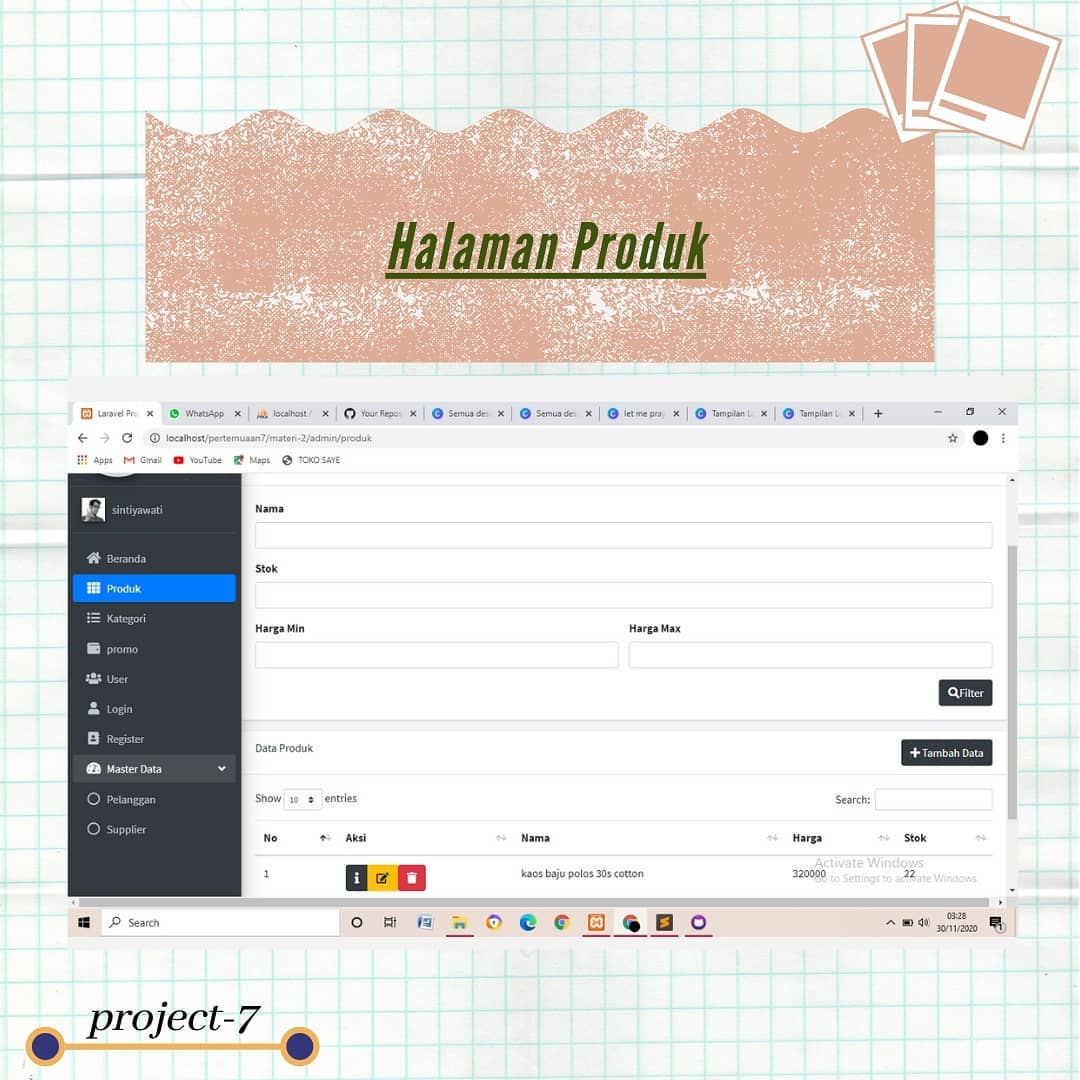 Halaman Produk
Laravel Pro
WhatsApp
localhost /
Your Repos
Semua des
Semua des
let me pray
Tampilan L
Tampilan L
localhost/pertemuaan7/materi-2/admin/produk
Apps Gmail YouTube Maps TOKO SAYE
sintiyawati
Beranda
Produk
Kategori
promo
User
Login
Register
Master Data
Pelanggan
Supplier
Nama
Stok
Harga Min Harga Max
Filter
Data Produk
Tambah Data
Show 10 entries
Search:
No Aksi Nama Harga Stok
1 kaos baju polos 30s cotton 320000 22
Activate Windows
Go to Settings to activate Windows.
Search
03:28
30/11/2020
1
project-7